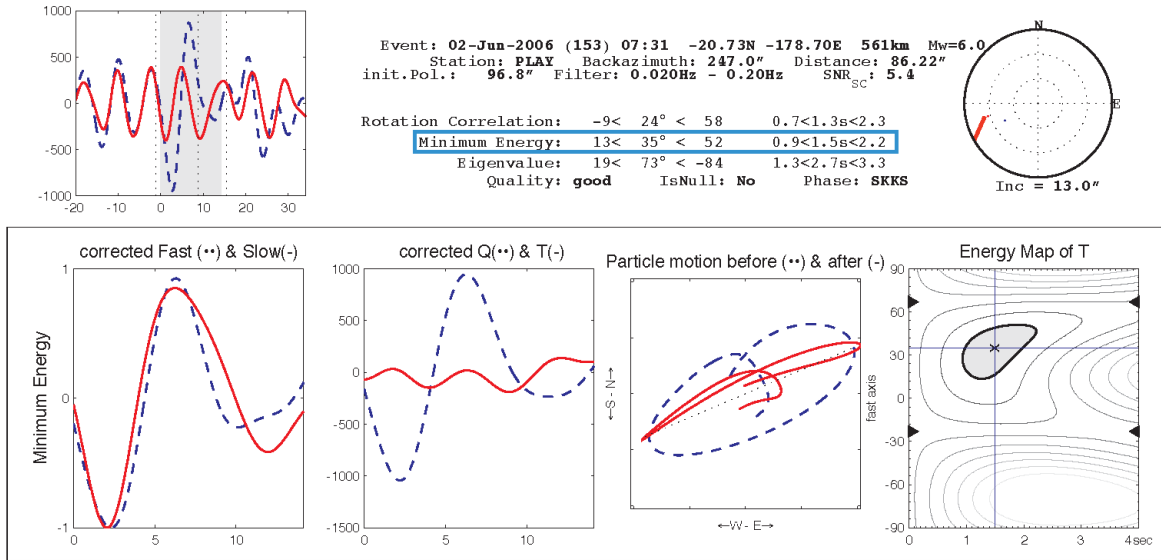 1000
500
0
-500
1000
-20 -10 0 10 20 30
Event: 02-Jun-2006 (153) 07:31 -20.73N -178.70E 561km Mw=6.0
Station: PLAY Backazimuth: 247.0" Distance: 86.22"
init.Pol.: 96.8" Filter: 0.020Hz - 0.20Hz SNR SC : 5.4
Rotation Correlation: -9< 24° < 58 0.7<1.3s<2.3
Minimum Energy: 13< 35° < 52 0.9<1.5s<2.2
Eigenvalue: 19< 73° < -84 1.3<2.7s<3.3
Quality: good IsNull: No Phase: SKKS
N
E
Inc = 13.0"
corrected Fast (••) & Slow(-)
Minimum Energy
1
0
-1
0 5 10
corrected Q(••) & T(-)
1000
500
0
-500
-1000
-1500
0 5 10
Particle motion before (••) & after (-)
←S - N→
←W - E→
Energy Map of T
fast axis
90
60
30
0
-30
-60
-90
0 1 2 3 4sec